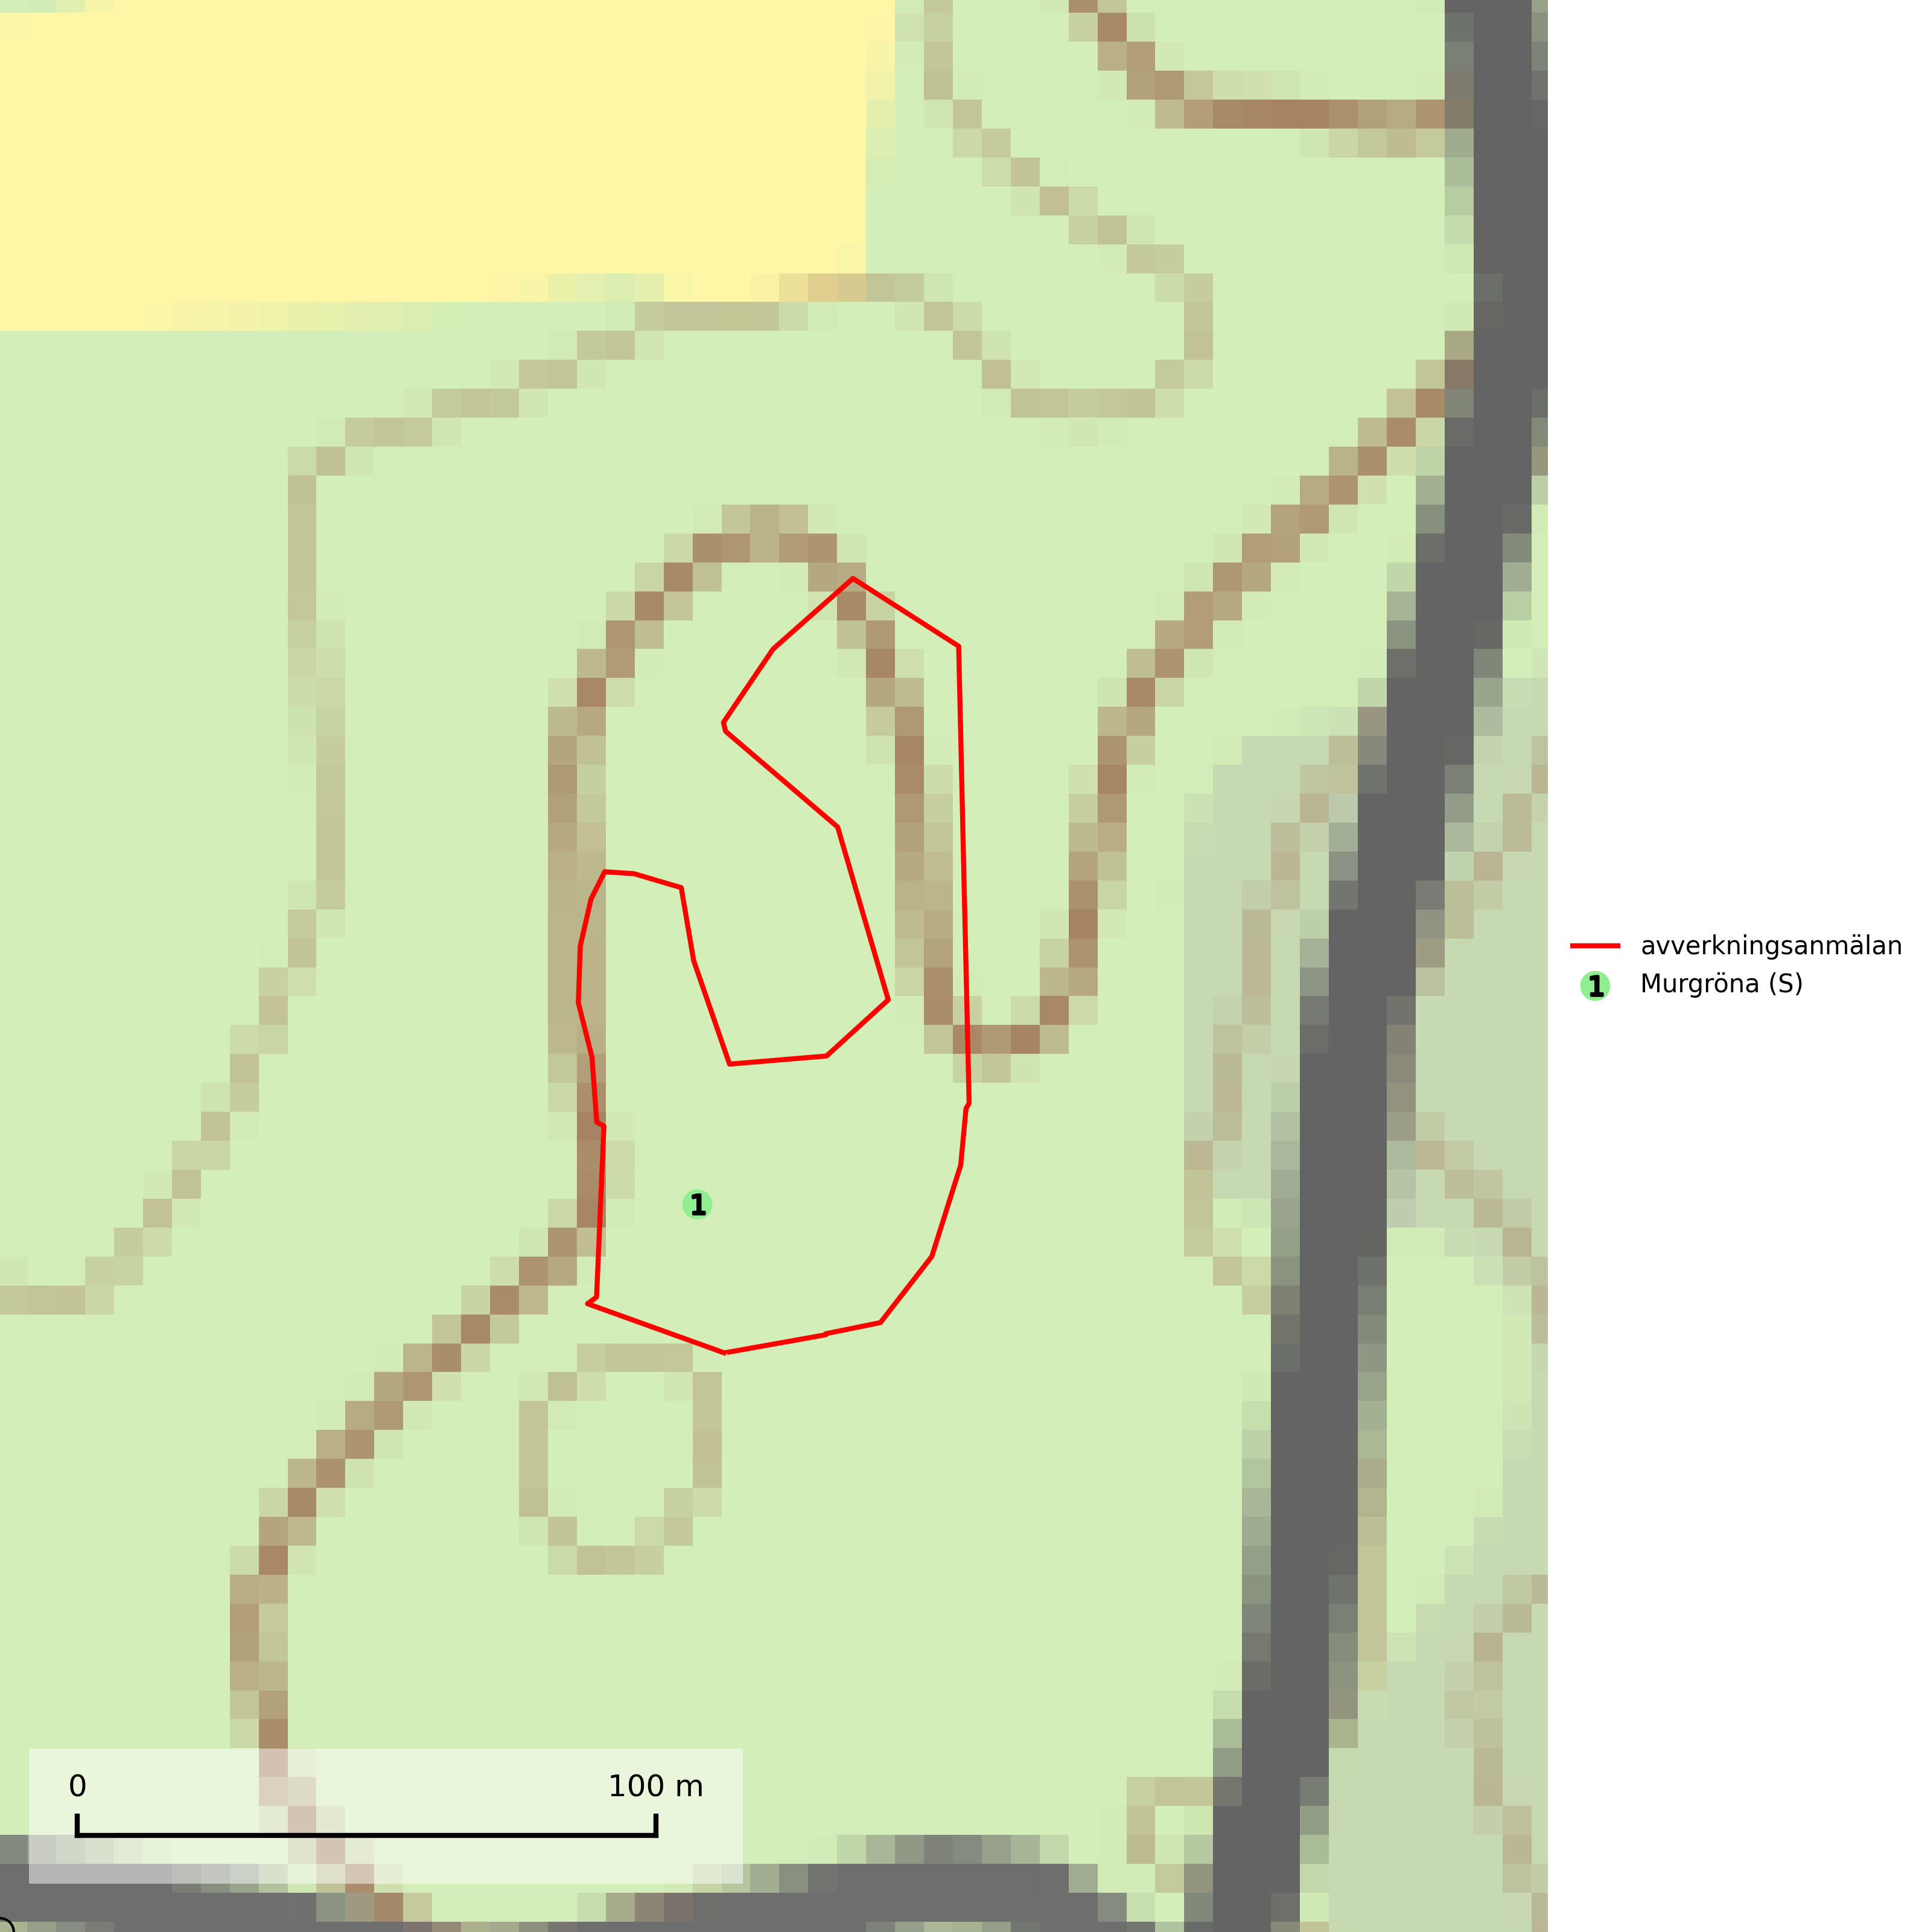 avverkningsanmälan
1 Murgröna (S)
1
0 100 m